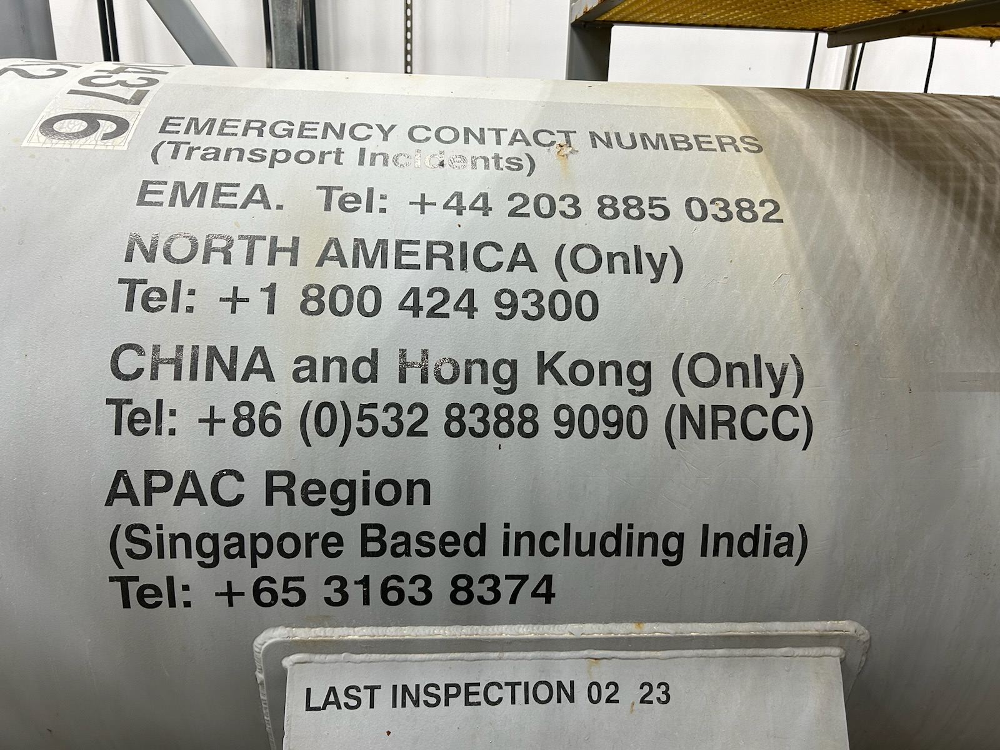 K2
04376
EMERGENCY CONTACT NUMBERS
(Transport Incidents)
EMEA. Tel: +44 203 885 0382
NORTH AMERICA (Only)
Tel: +1 800 424 9300
CHINA and Hong Kong (Only)
Tel: +86 (0)532 8388 9090 (NRCC)
APAC Region
(Singapore Based including India)
Tel: +65 3163 8374
LAST INSPECTION 02 23